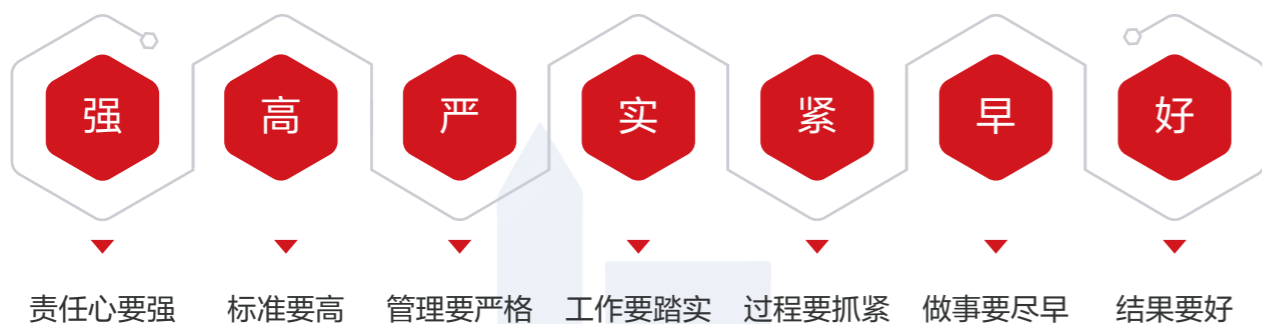 强 高 严 实 紧 早 好
责任心要强 标准要高 管理要严格 工作要踏实 过程要抓紧 做事要尽早 结果要好